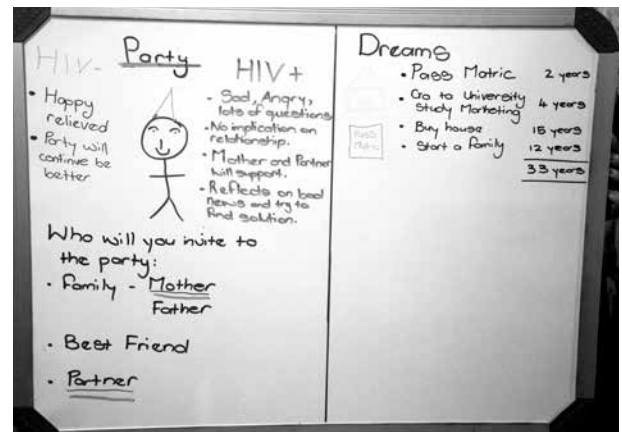 HIV-
Party
HIV+
• Happy
relieved
• Party will
continue be
better
• Sad, Angry,
lots of questions
• No implication on
relationship.
• Mother and Partner
will support.
• Reflects on bad
news and try to
find solution.
Who will you invite to
the party:
• Family - Mother
Father
• Best Friend
• Partner
Dreams
• Pass Matric 2 years
• Go to University
Study Marketing 4 years
• Buy house 15 years
• Start a family 12 years
33 years
Pass
Matric